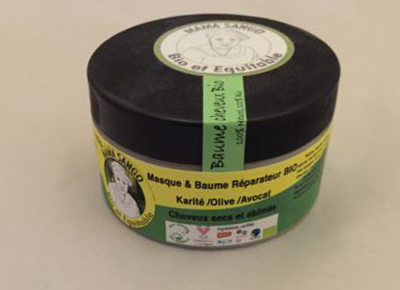 MAMA SANGO
Bio et Equitable
Baume cheveux Bio
MAMA SANGO
Bio et Equitable
Masque & Baume Réparateur BIO
Karité /Olive /Avocat
Cheveux secs et abîmés